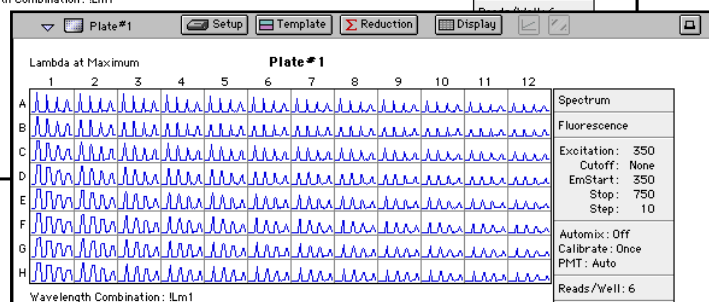 Plate#1 Setup Template Reduction Display
Lambda at Maximum Plate#1
1 2 3 4 5 6 7 8 9 10 11 12
A
B
C
D
E
F
G
H
Spectrum
Fluorescence
Excitation: 350
Cutoff: None
EmStart: 350
Stop: 750
Step: 10
Automix: Off
Calibrate: Once
PMT: Auto
Reads/Well: 6
Wavelength Combination: !Lm1